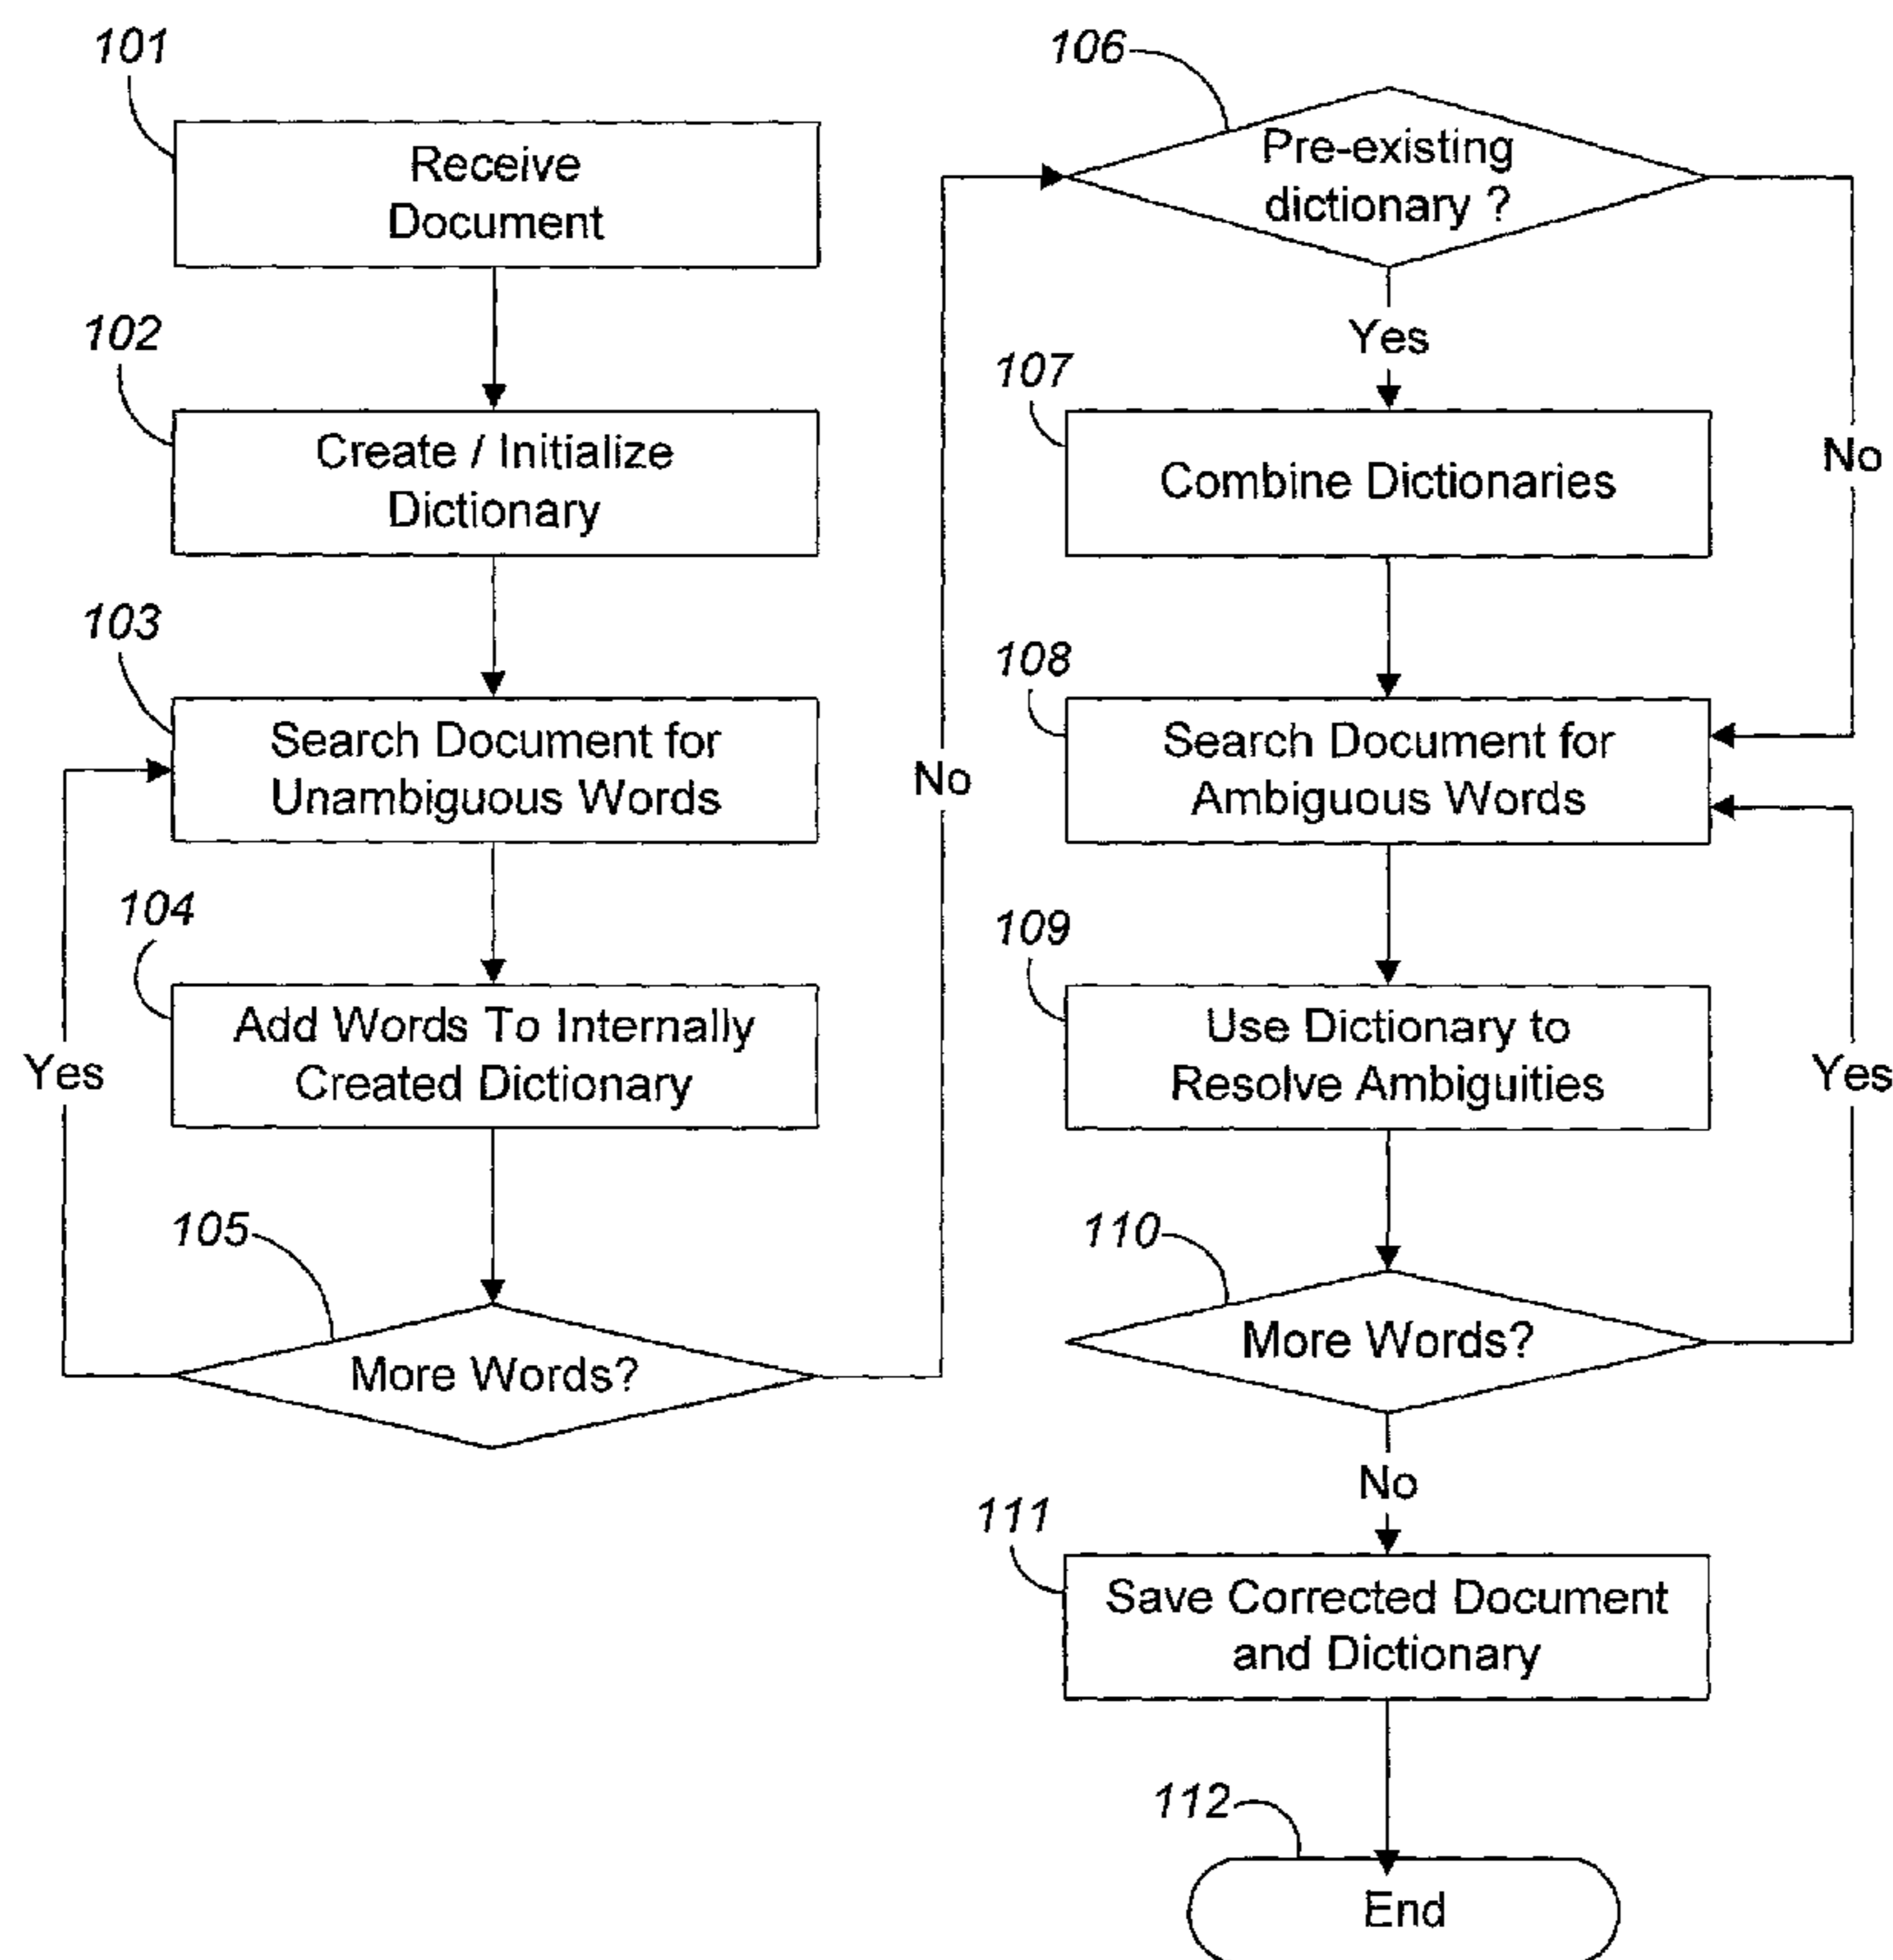 101
Receive
Document
102
Create / Initialize
Dictionary
103
Search Document for
Unambiguous Words
104
Add Words To Internally
Created Dictionary
Yes
105
More Words?
No
106
Pre-existing
dictionary ?
Yes
No
107
Combine Dictionaries
108
Search Document for
Ambiguous Words
109
Use Dictionary to
Resolve Ambiguities
Yes
110
More Words?
No
111
Save Corrected Document
and Dictionary
112
End